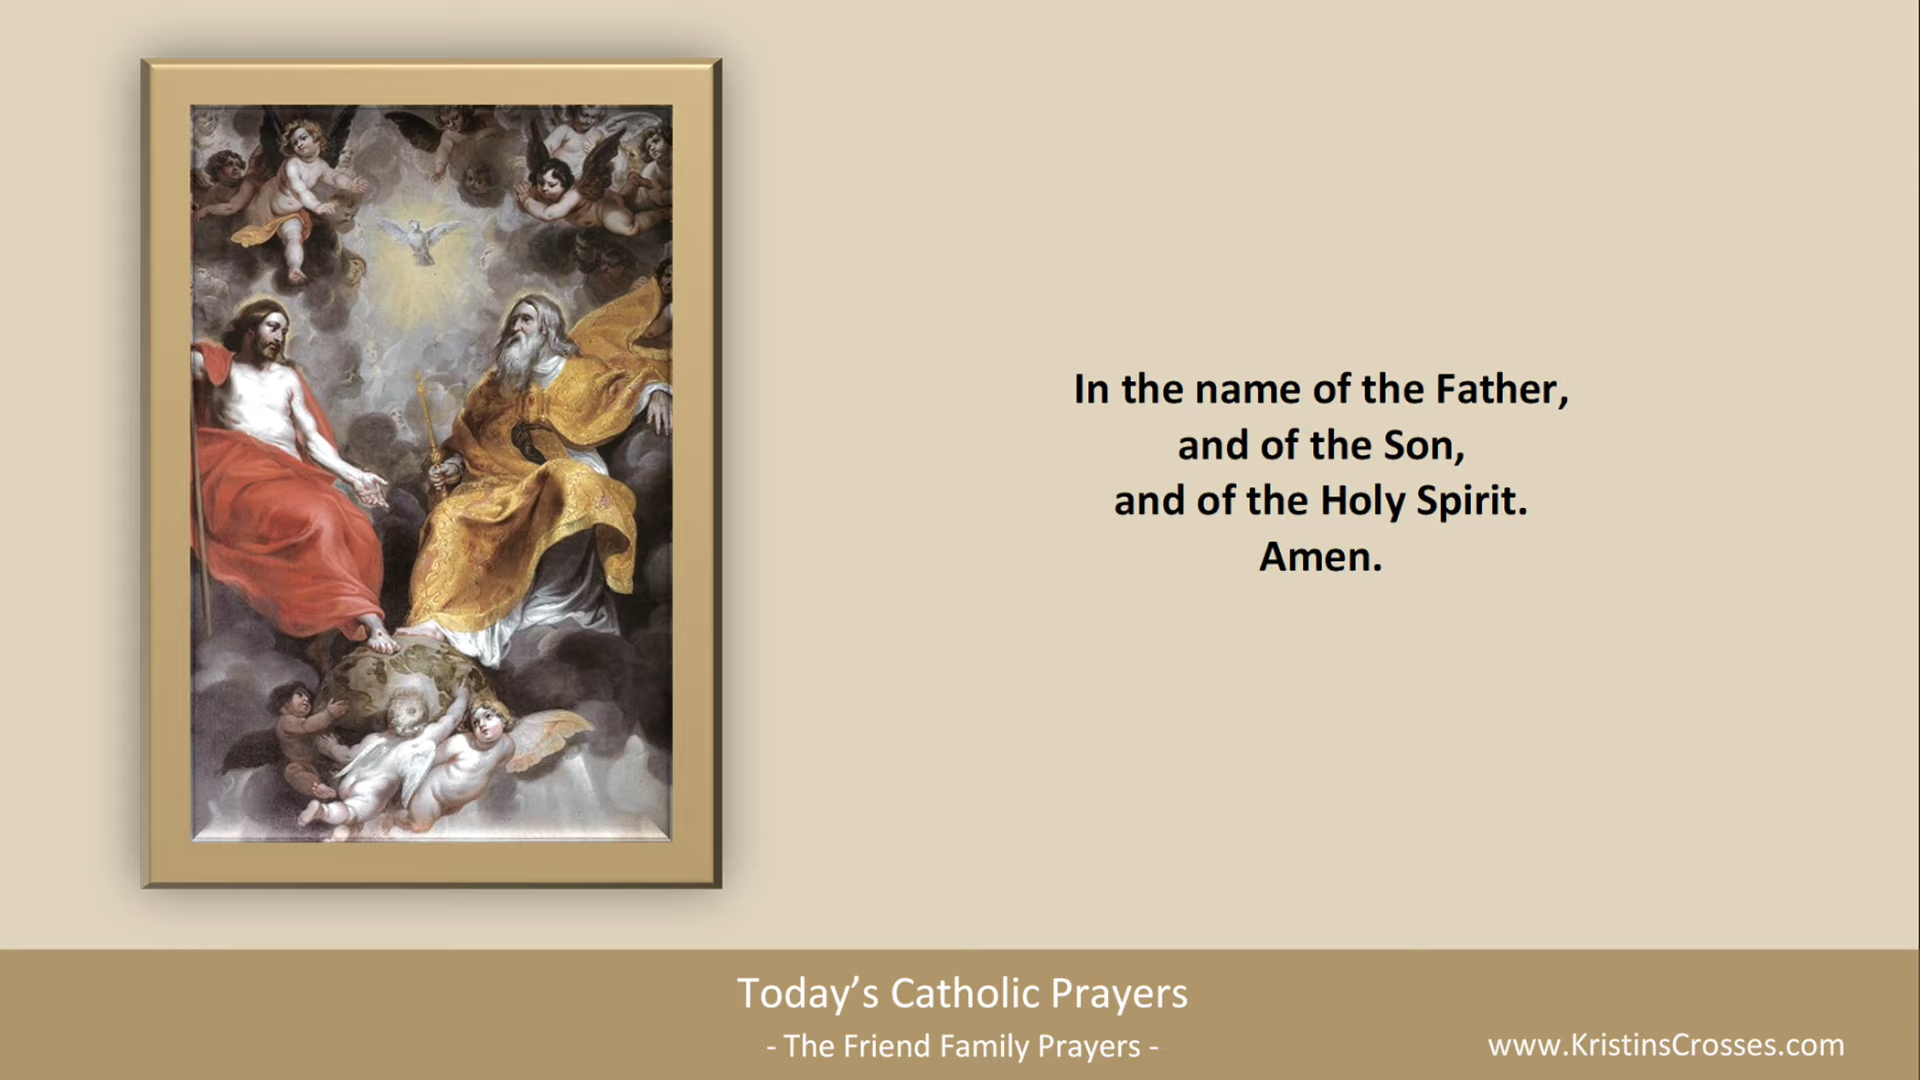 In the name of the Father,
and of the Son,
and of the Holy Spirit.
Amen.
Today’s Catholic Prayers
- The Friend Family Prayers -
www.KristinsCrosses.com